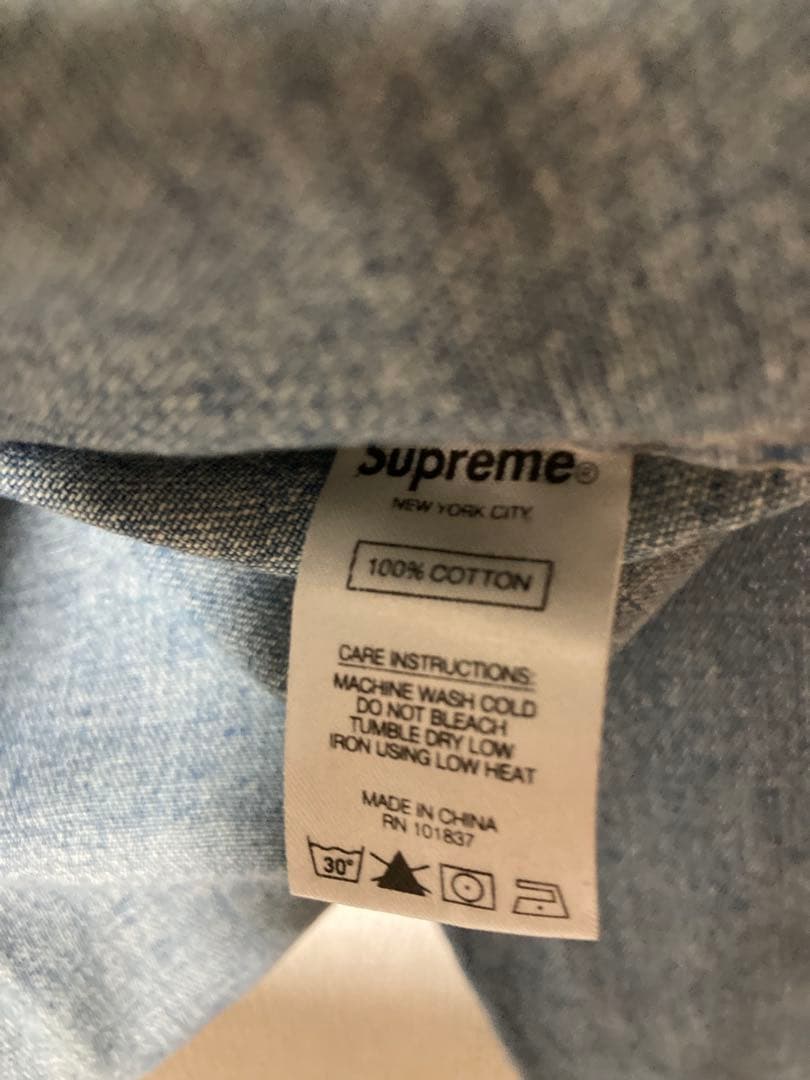 Supreme®
NEW YORK CITY
100% COTTON
CARE INSTRUCTIONS:
MACHINE WASH COLD
DO NOT BLEACH
TUMBLE DRY LOW
IRON USING LOW HEAT
MADE IN CHINA
RN 101837
30°